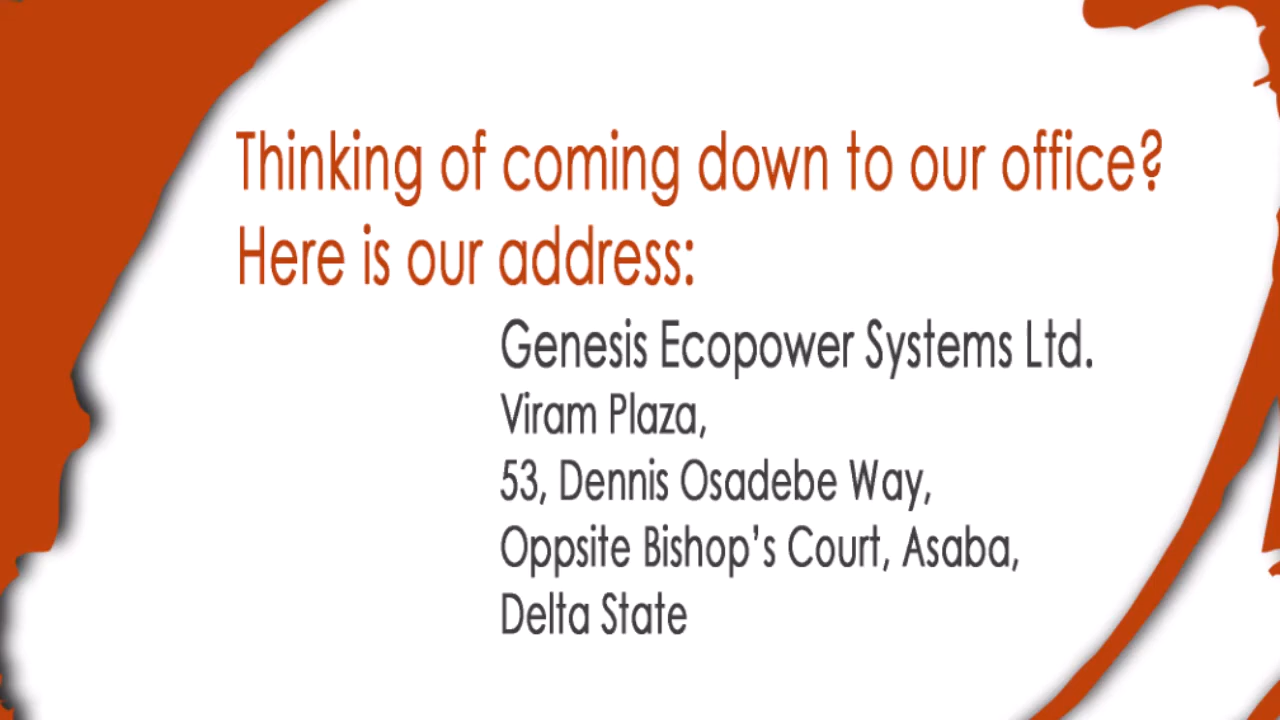 Thinking of coming down to our office?
Here is our address:
Genesis Ecopower Systems Ltd.
Viram Plaza,
53, Dennis Osadebe Way,
Oppsite Bishop's Court, Asaba,
Delta State